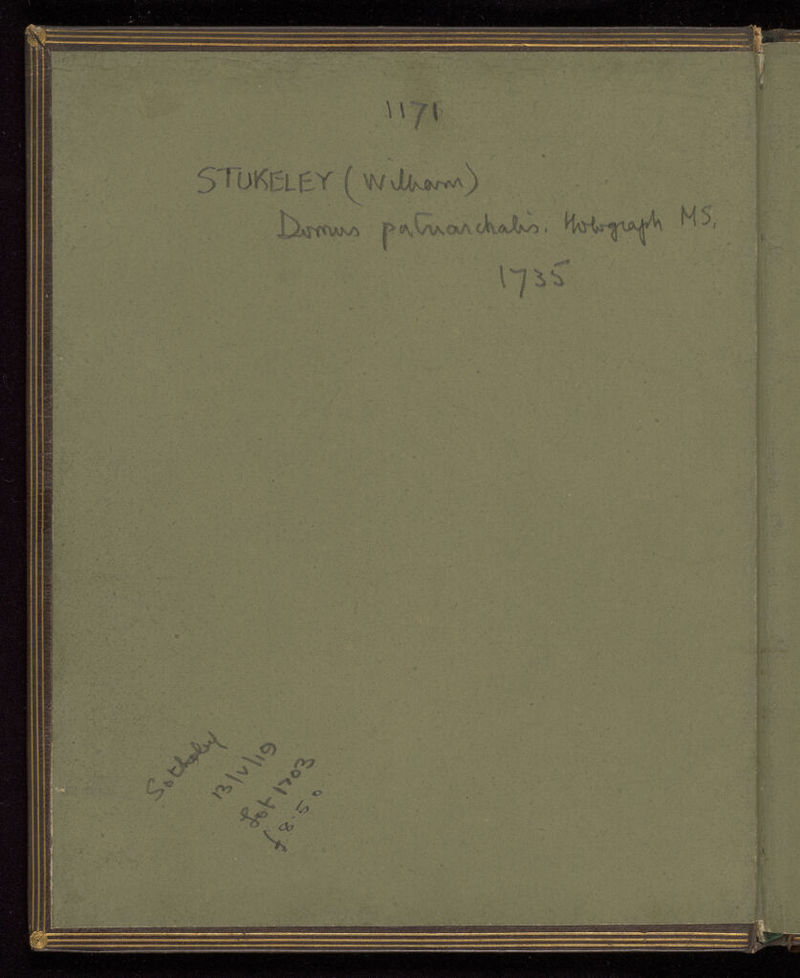 1171
STUKELEY (William)
Domus patriarchalis. Holograph MS.
1735
Sotheby
13/V/19
Lot 1703
£8.5.0